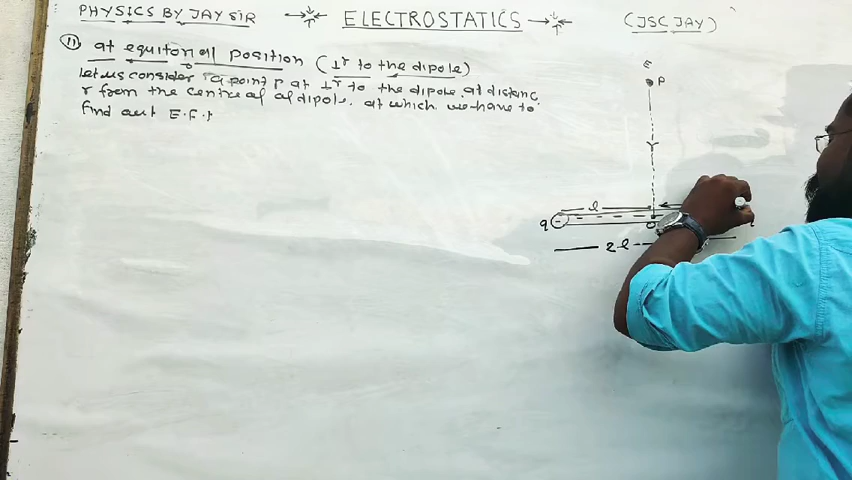 PHYSICS BY JAY SIR
ELECTROSTATICS
(JSC JAY)
(11) at equitorial position (⊥r to the dipole)
Let us consider a point P at ⊥r to the dipole. at distanc
r from the centre of a dipole. at which we have to
find out E.F.I
E
P
r
l
q
-
O
2l